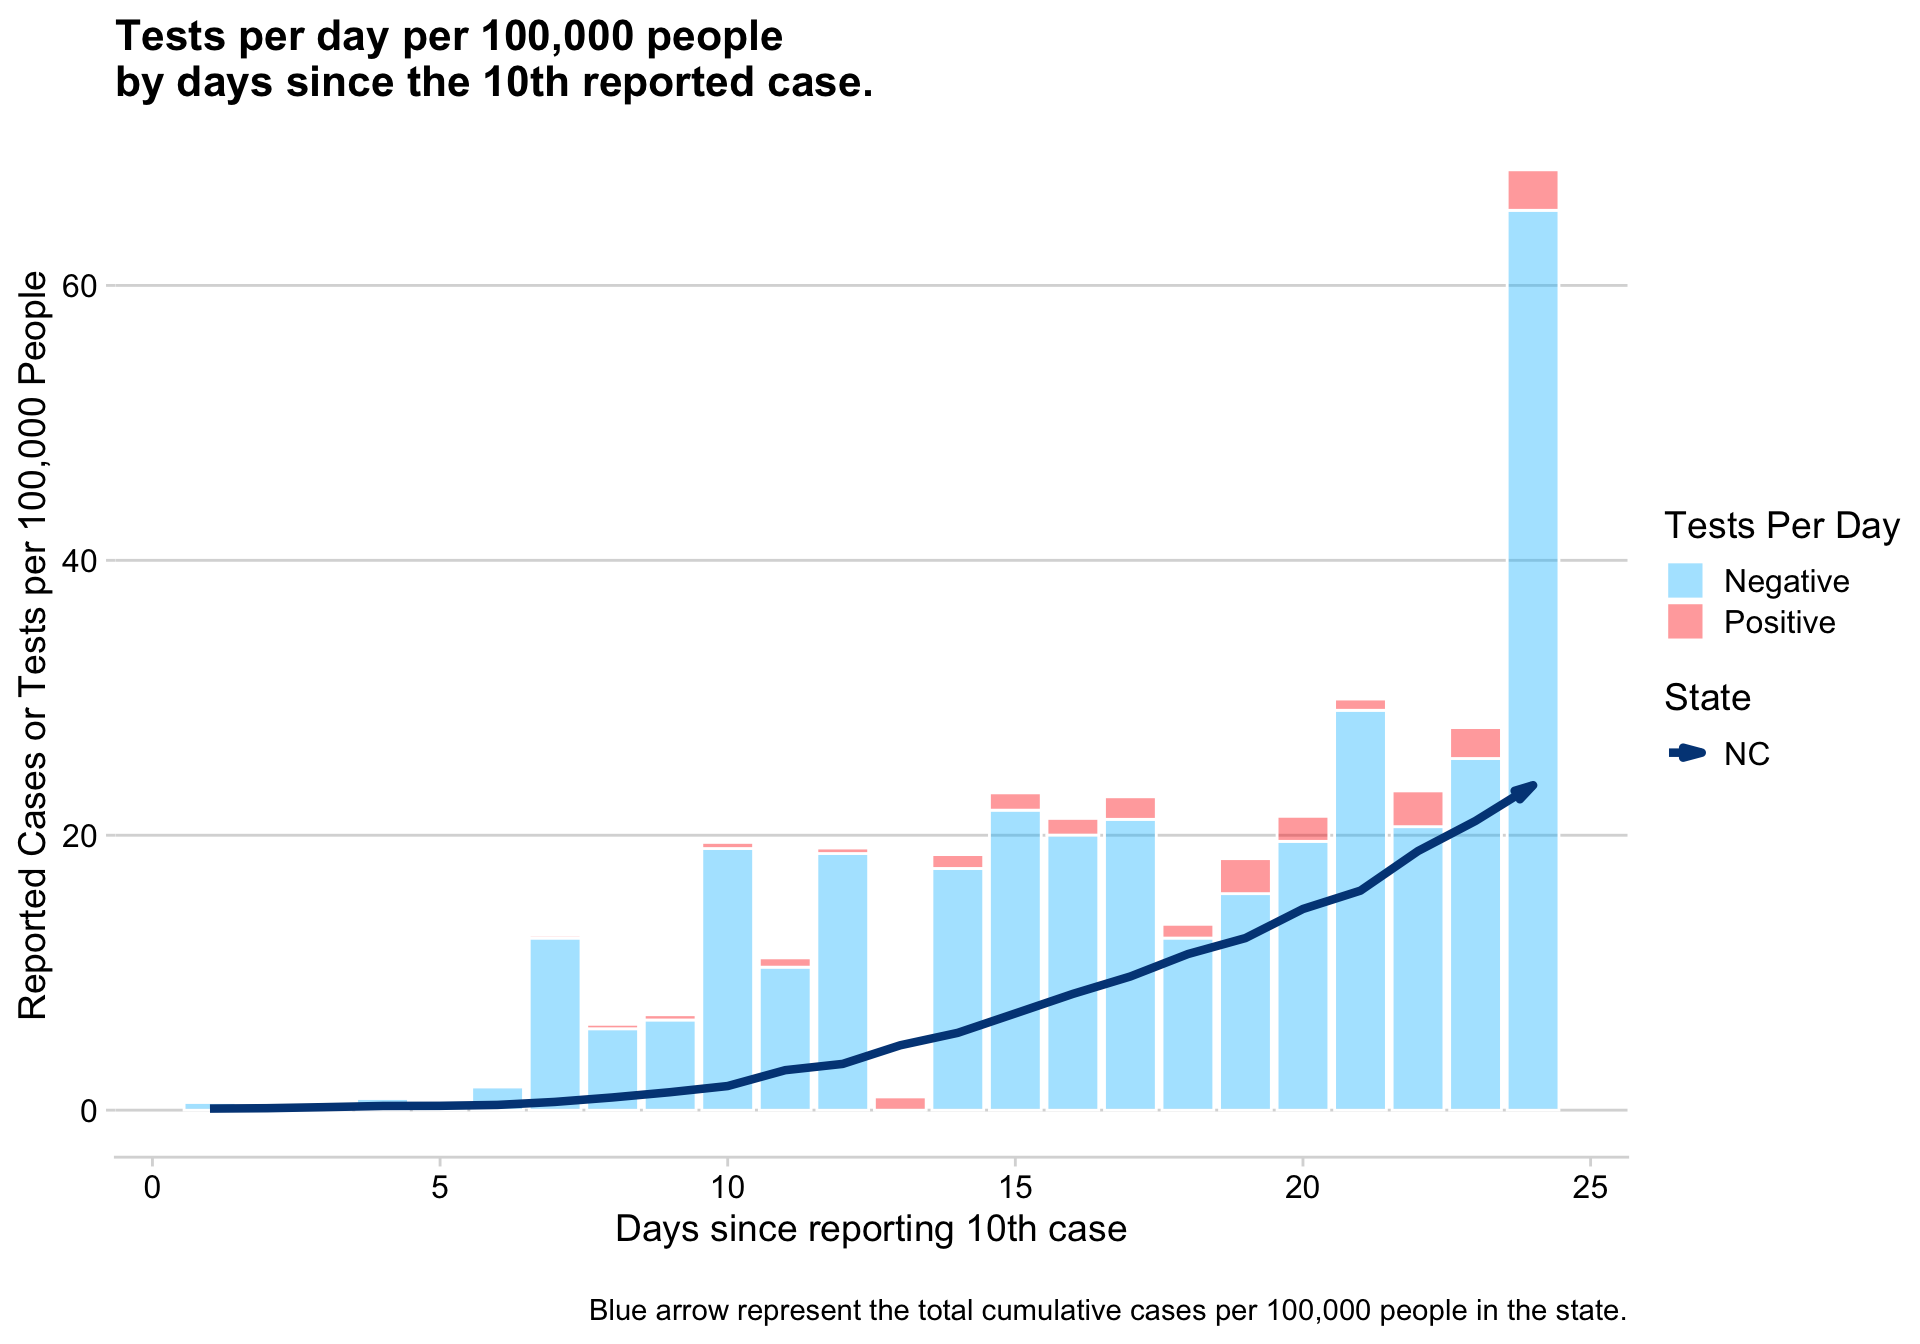 Tests per day per 100,000 people
by days since the 10th reported case.
Reported Cases or Tests per 100,000 People
60
40
20
0
0 5 10 15 20 25
Days since reporting 10th case
Tests Per Day
Negative
Positive
State
NC
Blue arrow represent the total cumulative cases per 100,000 people in the state.